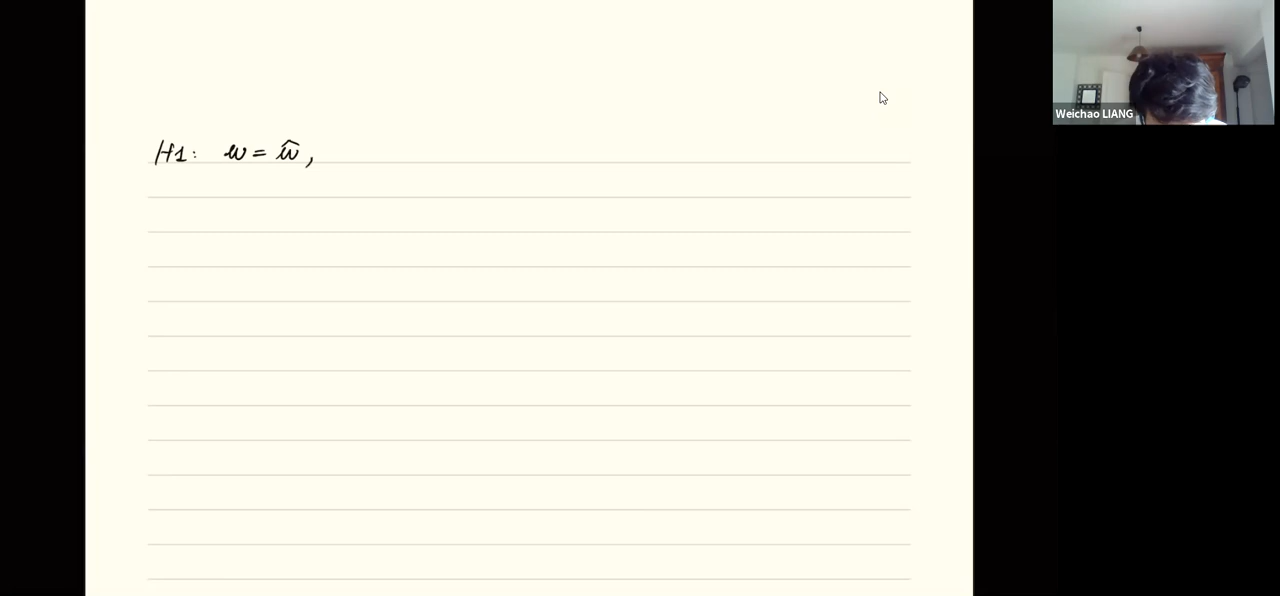 Weichao LIANG
H1: w = ŵ,